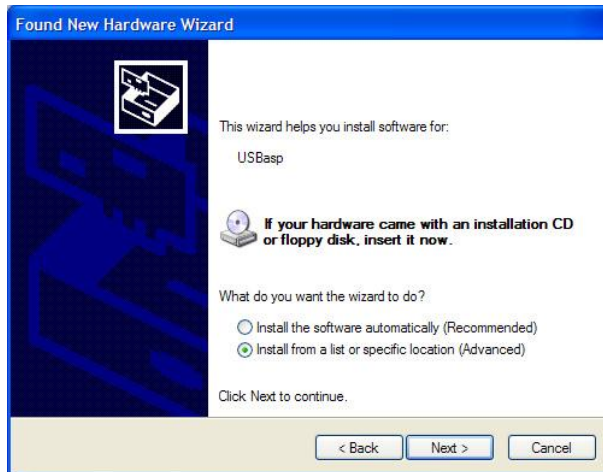 Found New Hardware Wizard
This wizard helps you install software for:
USBasp
If your hardware came with an installation CD
or floppy disk, insert it now.
What do you want the wizard to do?
Install the software automatically (Recommended)
Install from a list or specific location (Advanced)
Click Next to continue.
< Back
Next >
Cancel